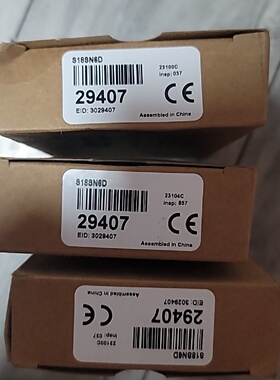 S18SN6D
29407
EID: 3029407
23100C
Insp: 037
CE
Assembled in China
S18SN6D
29407
EID: 3029407
23104C
Insp: 857
CE
Assembled in China
S18SN6D
29407
EID: 3029407
23100C
Insp: 037
CE
Assembled in China